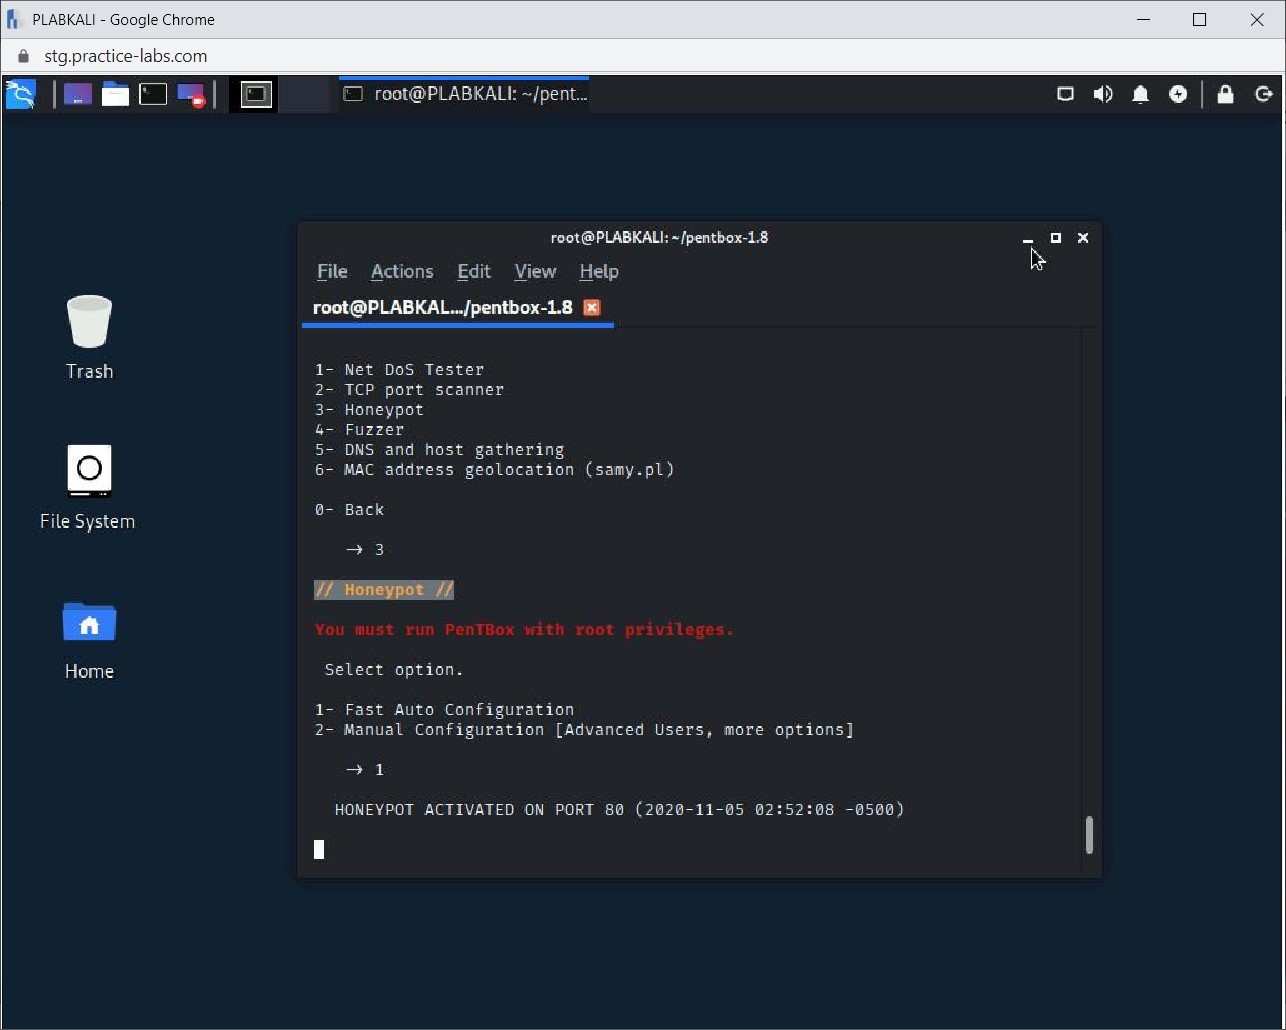 PLABKALI - Google Chrome
stg.practice-labs.com
root@PLABKALI: ~/pent...
root@PLABKALI: ~/pentbox-1.8
File Actions Edit View Help
root@PLABKAL.../pentbox-1.8
Trash
File System
Home
1- Net DoS Tester
2- TCP port scanner
3- Honeypot
4- Fuzzer
5- DNS and host gathering
6- MAC address geolocation (samy.pl)
0- Back
→ 3
// Honeypot //
You must run PenTBox with root privileges.
Select option.
1- Fast Auto Configuration
2- Manual Configuration [Advanced Users, more options]
→ 1
HONEYPOT ACTIVATED ON PORT 80 (2020-11-05 02:52:08 -0500)